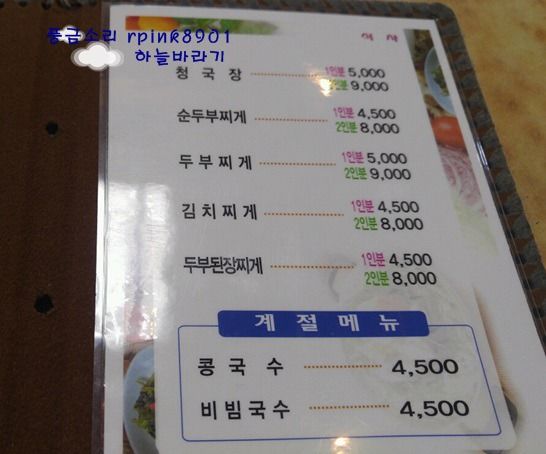 둥금소리 rpink8901
하늘바라기
식 사
청 국 장 1인분 5,000
2인분 9,000
순두부찌게 1인분 4,500
2인분 8,000
두 부 찌 게 1인분 5,000
2인분 9,000
김 치 찌 게 1인분 4,500
2인분 8,000
두부된장찌게 1인분 4,500
2인분 8,000
계 절 메 뉴
콩 국 수 4,500
비 빔 국 수 4,500